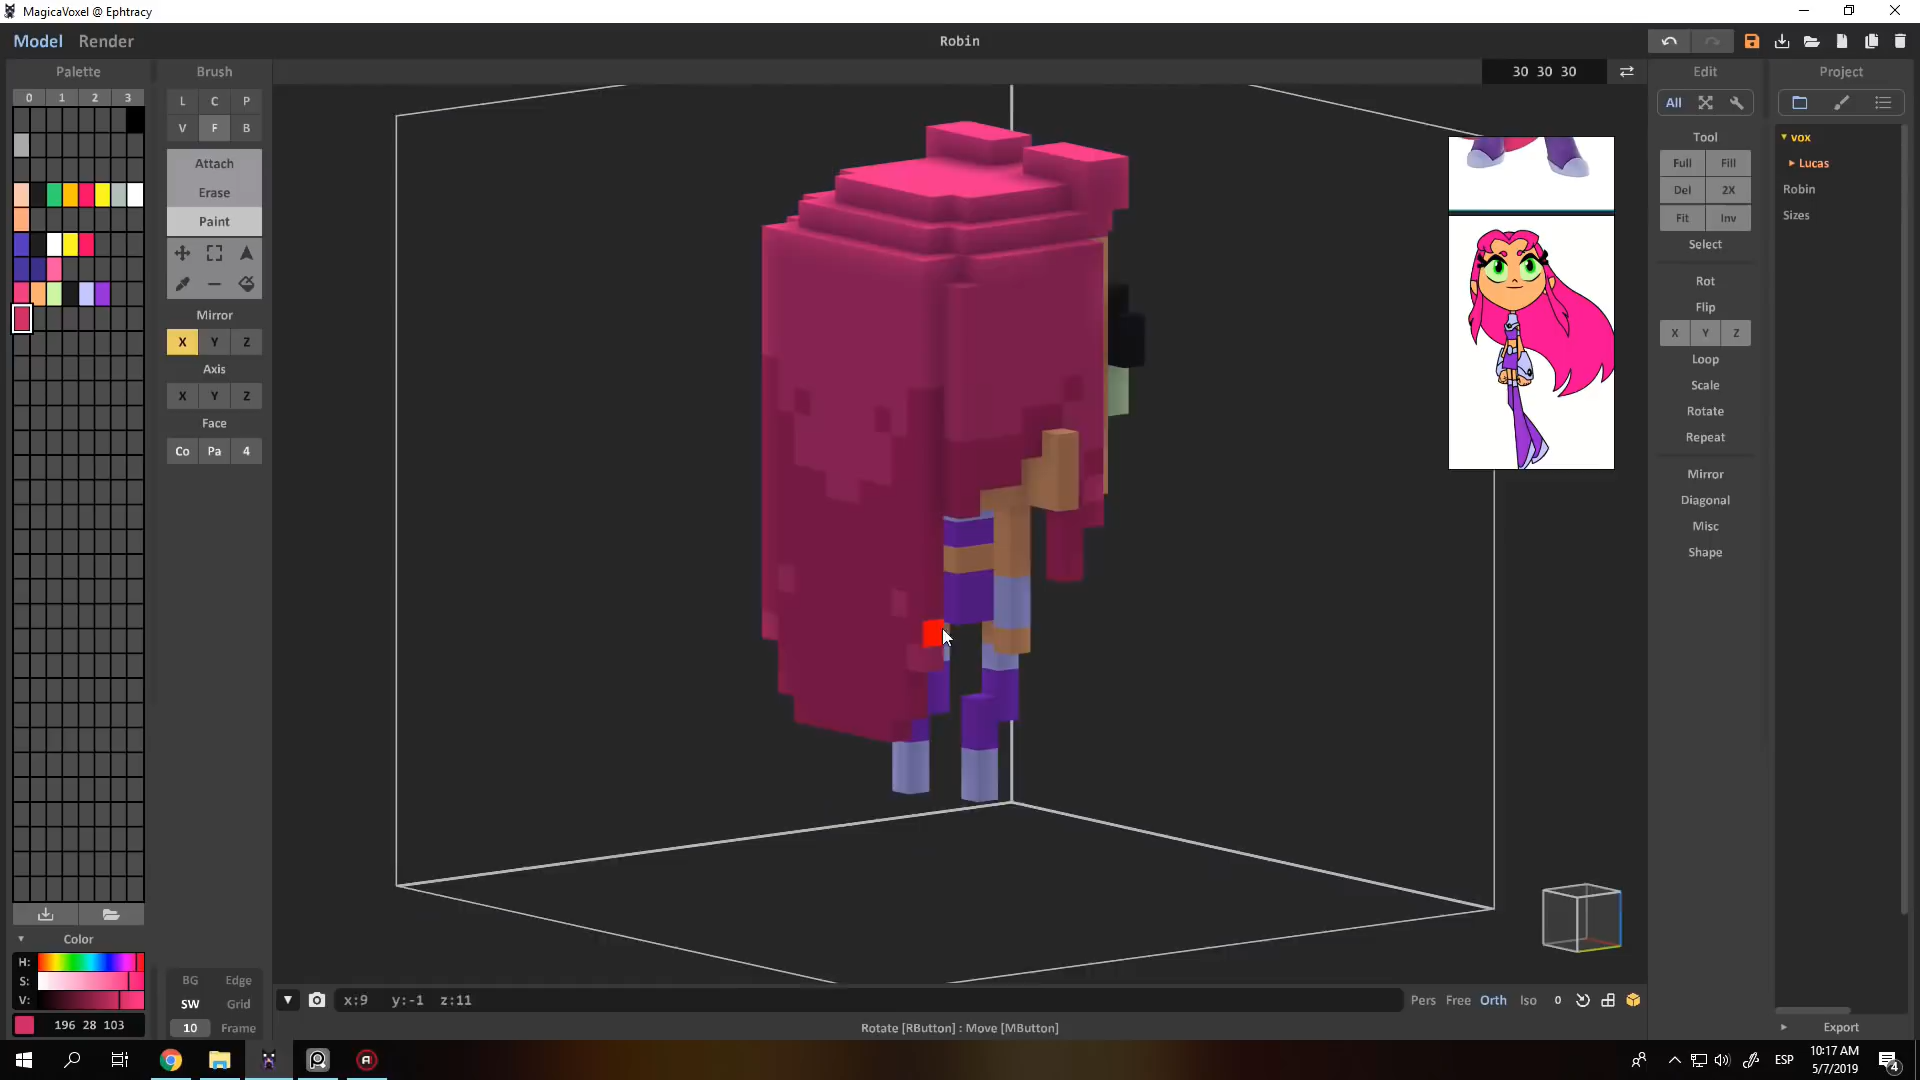 MagicaVoxel @ Ephtracy
Model Render
Robin
Palette
0 1 2 3
Color
H:
S:
V:
196 28 103
Brush
L C P
V F B
Attach
Erase
Paint
Mirror
X Y Z
Axis
X Y Z
Face
Co Pa 4
BG Edge
SW Grid
10 Frame
30 30 30
x:9 y:-1 z:11
Pers Free Orth Iso 0
Rotate [RButton] : Move [MButton]
Edit
All
Tool
Full Fill
Del 2X
Fit Inv
Select
Rot
Flip
X Y Z
Loop
Scale
Rotate
Repeat
Mirror
Diagonal
Misc
Shape
Project
vox
Lucas
Robin
Sizes
Export
ESP
10:17 AM
5/7/2019
4